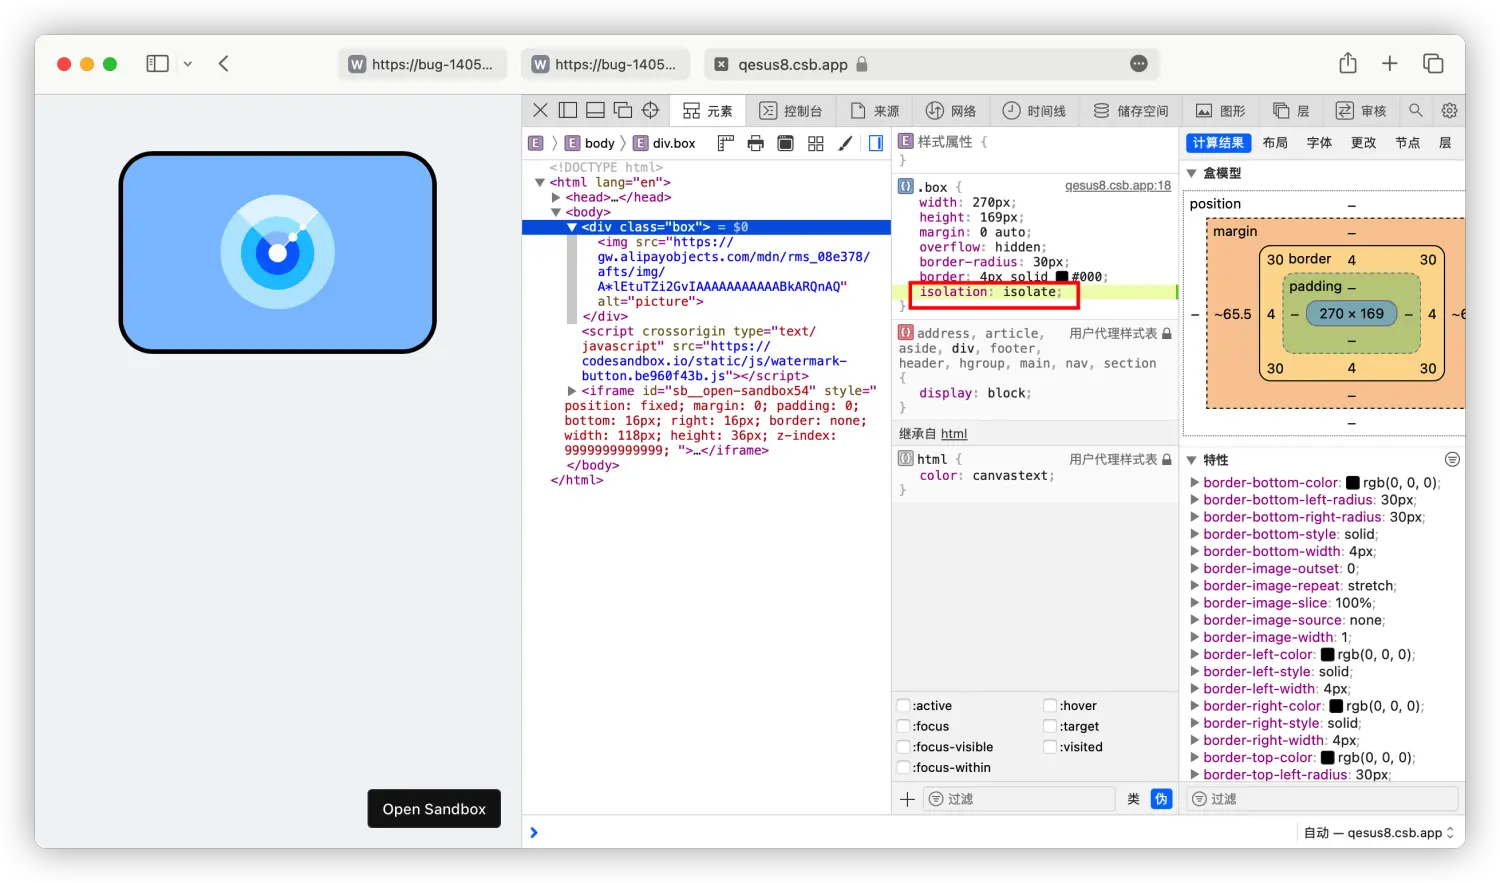 W https://bug-1405...
W https://bug-1405...
qesus8.csb.app
元素
控制台
来源
网络
时间线
储存空间
图形
层
审核
E
E body
E div.box
<!DOCTYPE html>
<html lang="en">
<head>…</head>
<body>
<div class="box"> = $0
<img src="https://
gw.alipayobjects.com/mdn/rms_08e378/
afts/img/
A*lEtuTZi2GvIAAAAAAAAAAABkARQnAQ"
alt="picture">
</div>
<script crossorigin type="text/
javascript" src="https://
codesandbox.io/static/js/watermark-
button.be960f43b.js"></script>
<iframe id="sb__open-sandbox54" style="
position: fixed; margin: 0; padding: 0;
bottom: 16px; right: 16px; border: none;
width: 118px; height: 36px; z-index:
9999999999999; ">…</iframe>
</body>
</html>
E 样式属性 {
}
.box {
qesus8.csb.app:18
width: 270px;
height: 169px;
margin: 0 auto;
overflow: hidden;
border-radius: 30px;
border: 4px solid #000;
isolation: isolate;
}
address, article,
用户代理样式表
aside, div, footer,
header, hgroup, main, nav, section
{
display: block;
}
继承自 html
html {
用户代理样式表
color: canvastext;
}
:active
:hover
:focus
:target
:focus-visible
:visited
:focus-within
过滤
类
伪
计算结果
布局
字体
更改
节点
层
盒模型
position
–
margin
–
30 border 4 30
padding –
– ~65.5 4 – 270 × 169 – 4 ~6
–
30 4 30
–
–
特性
border-bottom-color: rgb(0, 0, 0);
border-bottom-left-radius: 30px;
border-bottom-right-radius: 30px;
border-bottom-style: solid;
border-bottom-width: 4px;
border-image-outset: 0;
border-image-repeat: stretch;
border-image-slice: 100%;
border-image-source: none;
border-image-width: 1;
border-left-color: rgb(0, 0, 0);
border-left-style: solid;
border-left-width: 4px;
border-right-color: rgb(0, 0, 0);
border-right-style: solid;
border-right-width: 4px;
border-top-color: rgb(0, 0, 0);
border-top-left-radius: 30px;
过滤
Open Sandbox
自动 — qesus8.csb.app